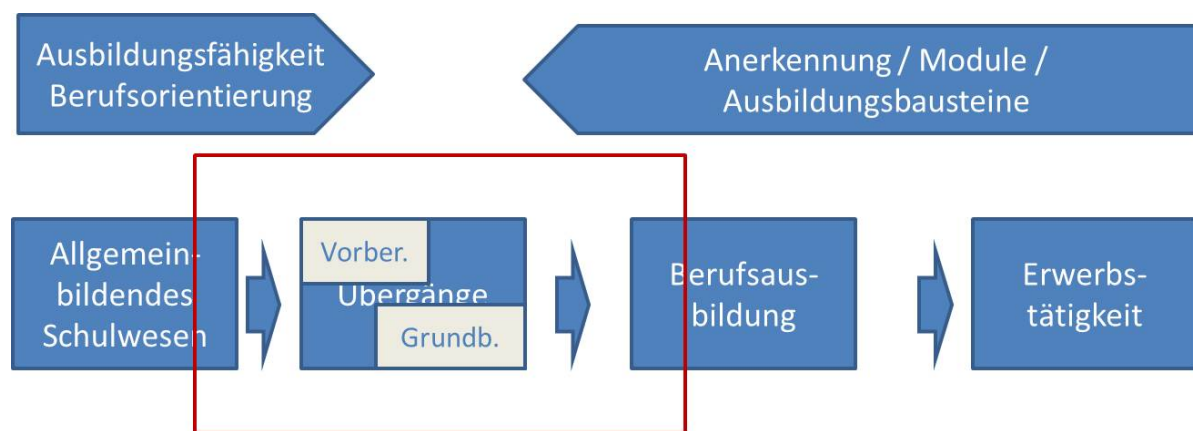 Ausbildungsfähigkeit
Berufsorientierung
Anerkennung / Module /
Ausbildungsbausteine
Allgemein-
bildendes
Schulwesen
Vorber.
Übergänge
Grundb.
Berufsaus-
bildung
Erwerbs-
tätigkeit